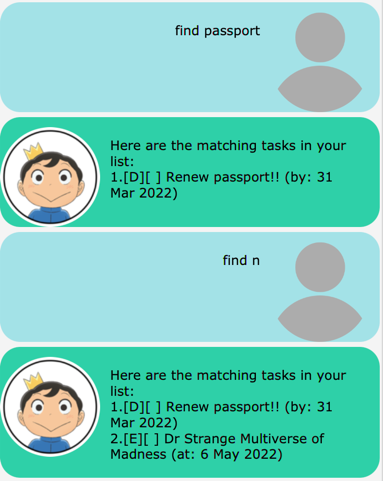 find passport
Here are the matching tasks in your
list:
1.[D][ ] Renew passport!! (by: 31
Mar 2022)
find n
Here are the matching tasks in your
list:
1.[D][ ] Renew passport!! (by: 31
Mar 2022)
2.[E][ ] Dr Strange Multiverse of
Madness (at: 6 May 2022)